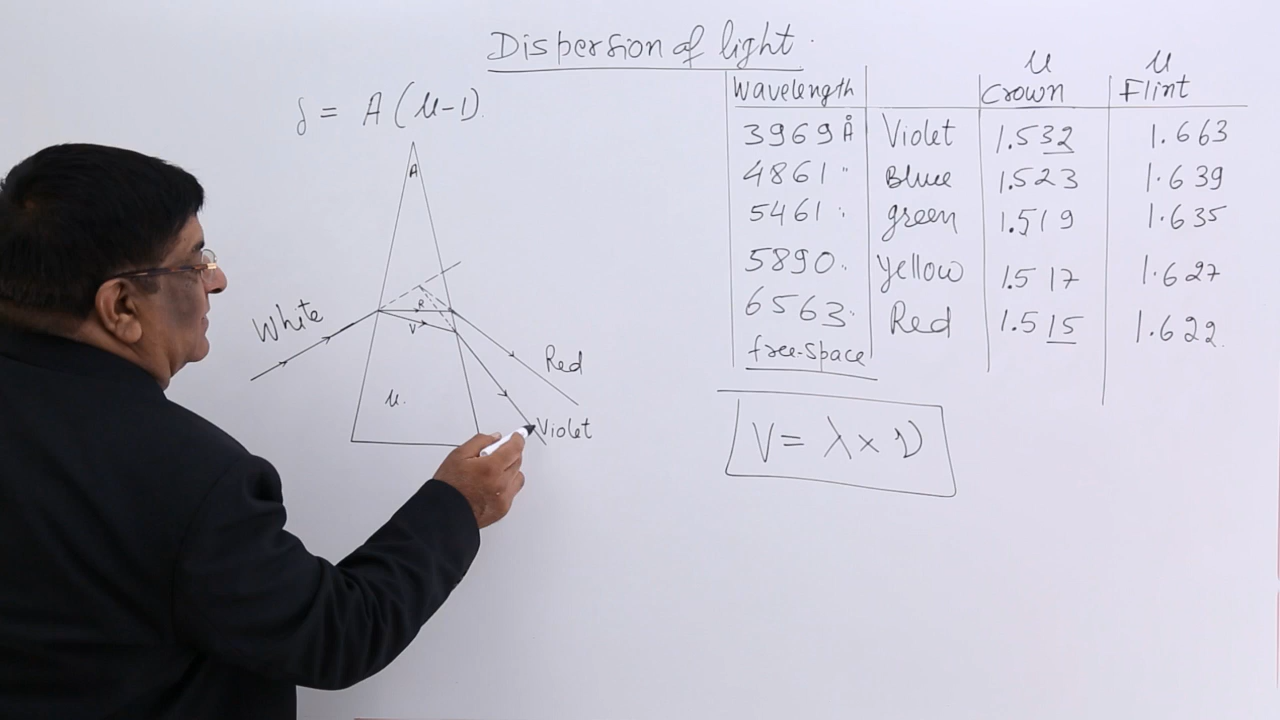 Dispersion of light.
δ = A (μ-1)
A
White
R
V
Red
Violet
μ.
Wavelength μ Crown μ Flint
3969Å Violet 1.532 1.663
4861 " Blue 1.523 1.639
5461 " green 1.519 1.635
5890 " Yellow 1.517 1.627
6563 " Red 1.515 1.622
free-space
V = λ × ν